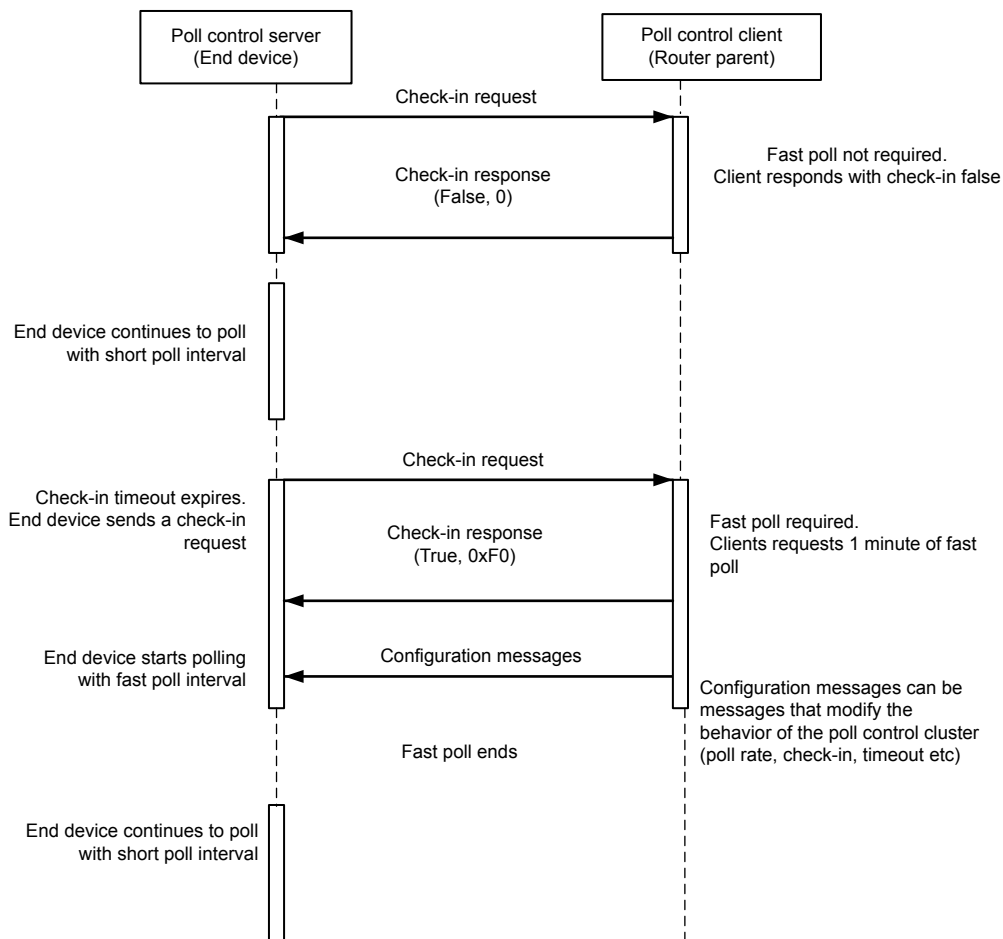 Poll control server
(End device)
Poll control client
(Router parent)
Check-in request
Fast poll not required.
Client responds with check-in false
Check-in response
(False, 0)
End device continues to poll
with short poll interval
Check-in request
Check-in timeout expires.
End device sends a check-in
request
Check-in response
(True, 0xF0)
Fast poll required.
Clients requests 1 minute of fast
poll
End device starts polling
with fast poll interval
Configuration messages
Configuration messages can be
messages that modify the
behavior of the poll control cluster
(poll rate, check-in, timeout etc)
Fast poll ends
End device continues to poll
with short poll interval